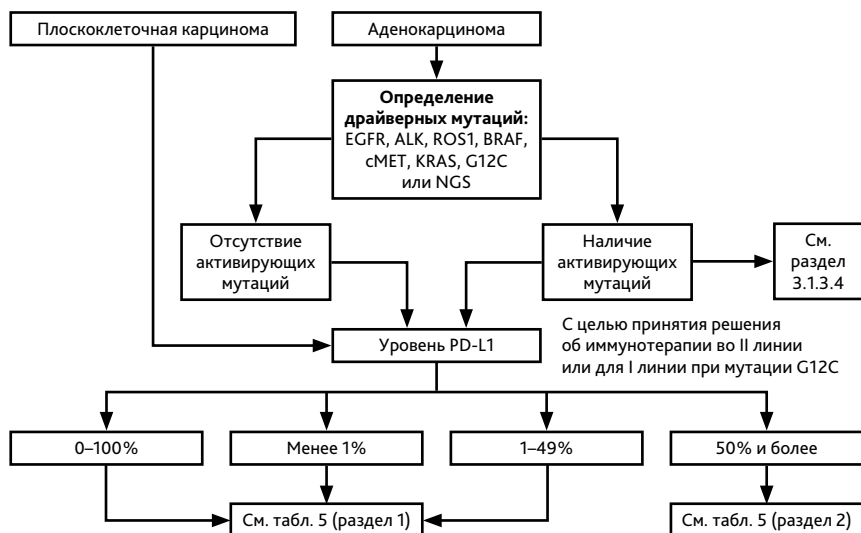 Плоскоклеточная карцинома
Аденокарцинома
Определение
драйверных мутаций:
EGFR, ALK, ROS1, BRAF,
cMET, KRAS, G12C
или NGS
Отсутствие
активирующих
мутаций
Наличие
активирующих
мутаций
См.
раздел
3.1.3.4
Уровень PD-L1
С целью принятия решения
об иммунотерапии во II линии
или для I линии при мутации G12C
0–100%
Менее 1%
1–49%
50% и более
См. табл. 5 (раздел 1)
См. табл. 5 (раздел 2)